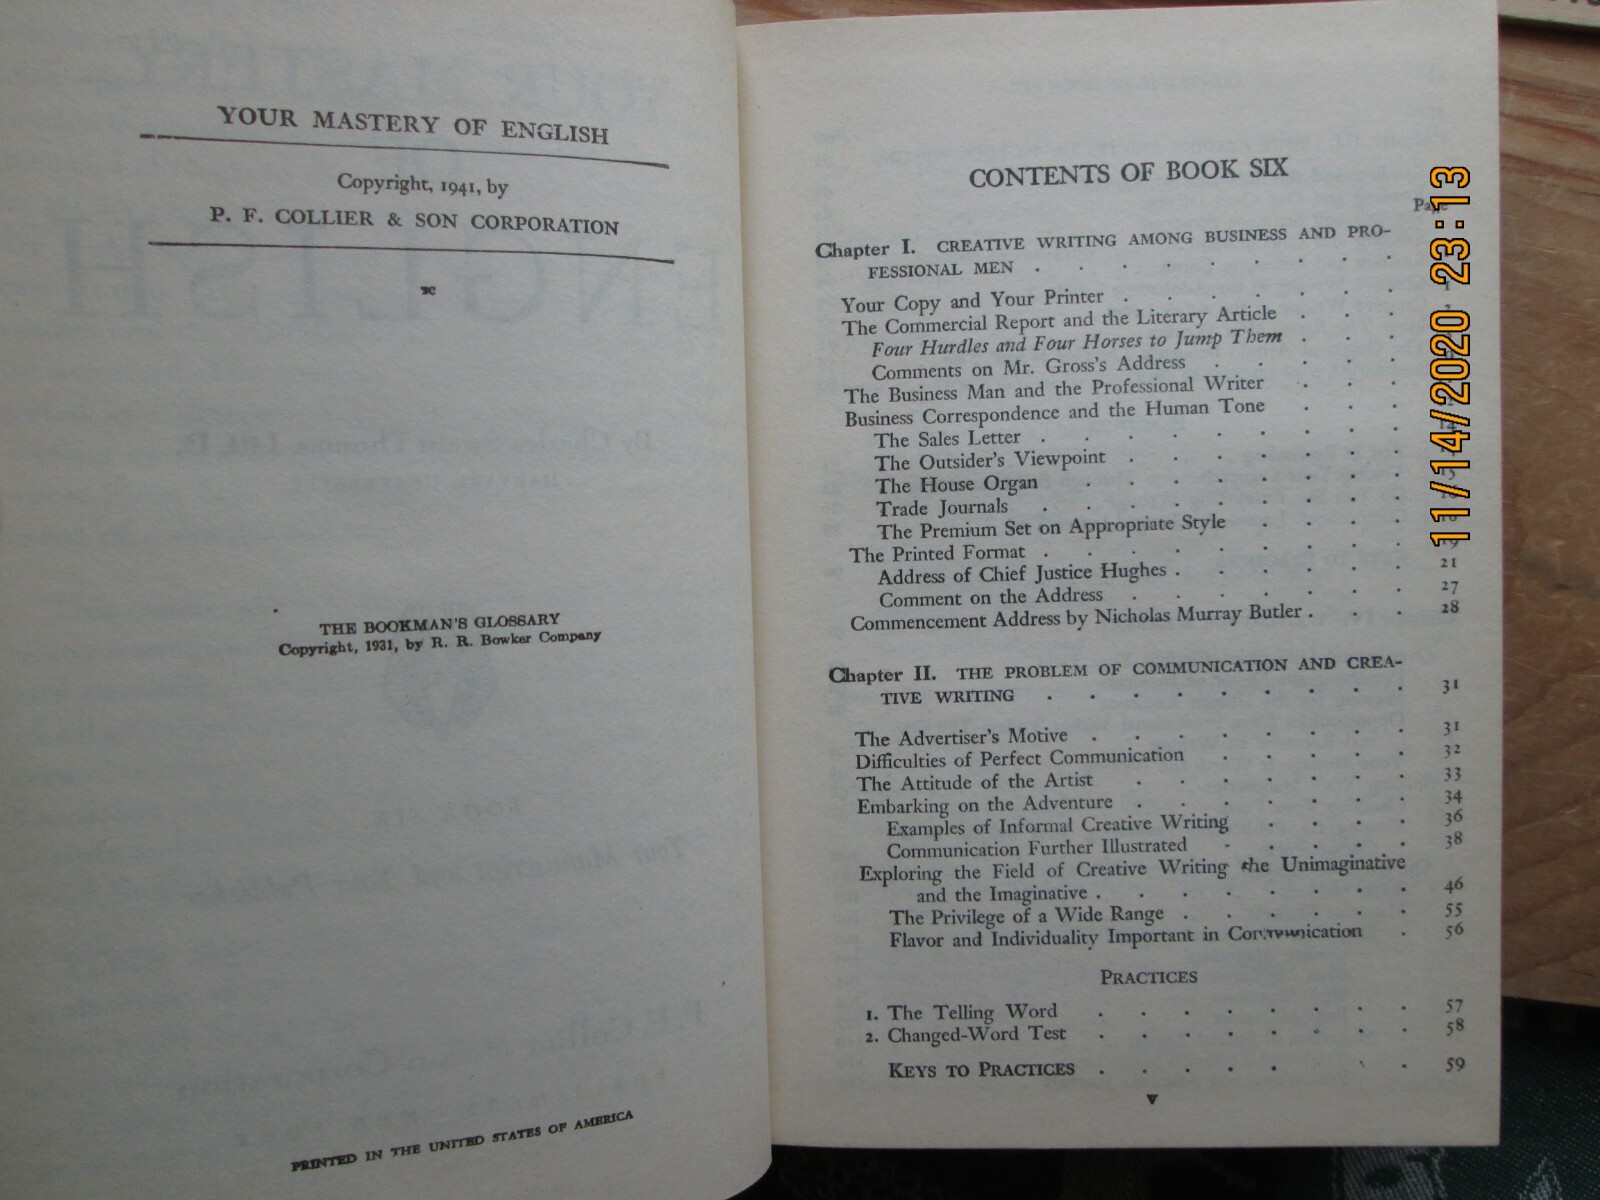 YOUR MASTERY OF ENGLISH
Copyright, 1941, by
P. F. COLLIER & SON CORPORATION
THE BOOKMAN'S GLOSSARY
Copyright, 1931, by R. R. Bowker Company
PRINTED IN THE UNITED STATES OF AMERICA
CONTENTS OF BOOK SIX
Page
Chapter I. CREATIVE WRITING AMONG BUSINESS AND PRO-
FESSIONAL MEN . . . . . . . . .
Your Copy and Your Printer . . . . . . . 1
The Commercial Report and the Literary Article . . .
Four Hurdles and Four Horses to Jump Them . . .
Comments on Mr. Gross's Address . . . . .
The Business Man and the Professional Writer . . .
Business Correspondence and the Human Tone . . .
The Sales Letter . . . . . . . . . 14
The Outsider's Viewpoint . . . . . . .
The House Organ . . . . . . . . 15
Trade Journals . . . . . . . . . 16
The Premium Set on Appropriate Style . . . . 18
The Printed Format . . . . . . . . . 19
Address of Chief Justice Hughes . . . . . . 21
Comment on the Address . . . . . . . 27
Commencement Address by Nicholas Murray Butler . . . 28
Chapter II. THE PROBLEM OF COMMUNICATION AND CREA-
TIVE WRITING . . . . . . . . . 31
The Advertiser's Motive . . . . . . . . 31
Difficulties of Perfect Communication . . . . . 32
The Attitude of the Artist . . . . . . . 33
Embarking on the Adventure . . . . . . . 34
Examples of Informal Creative Writing . . . . 36
Communication Further Illustrated . . . . . 38
Exploring the Field of Creative Writing the Unimaginative
and the Imaginative . . . . . . . . 46
The Privilege of a Wide Range . . . . . . 55
Flavor and Individuality Important in Communication . 56
PRACTICES
1. The Telling Word . . . . . . . . 57
2. Changed-Word Test . . . . . . . . 58
KEYS TO PRACTICES . . . . . . . . 59
11/14/2020 23:13